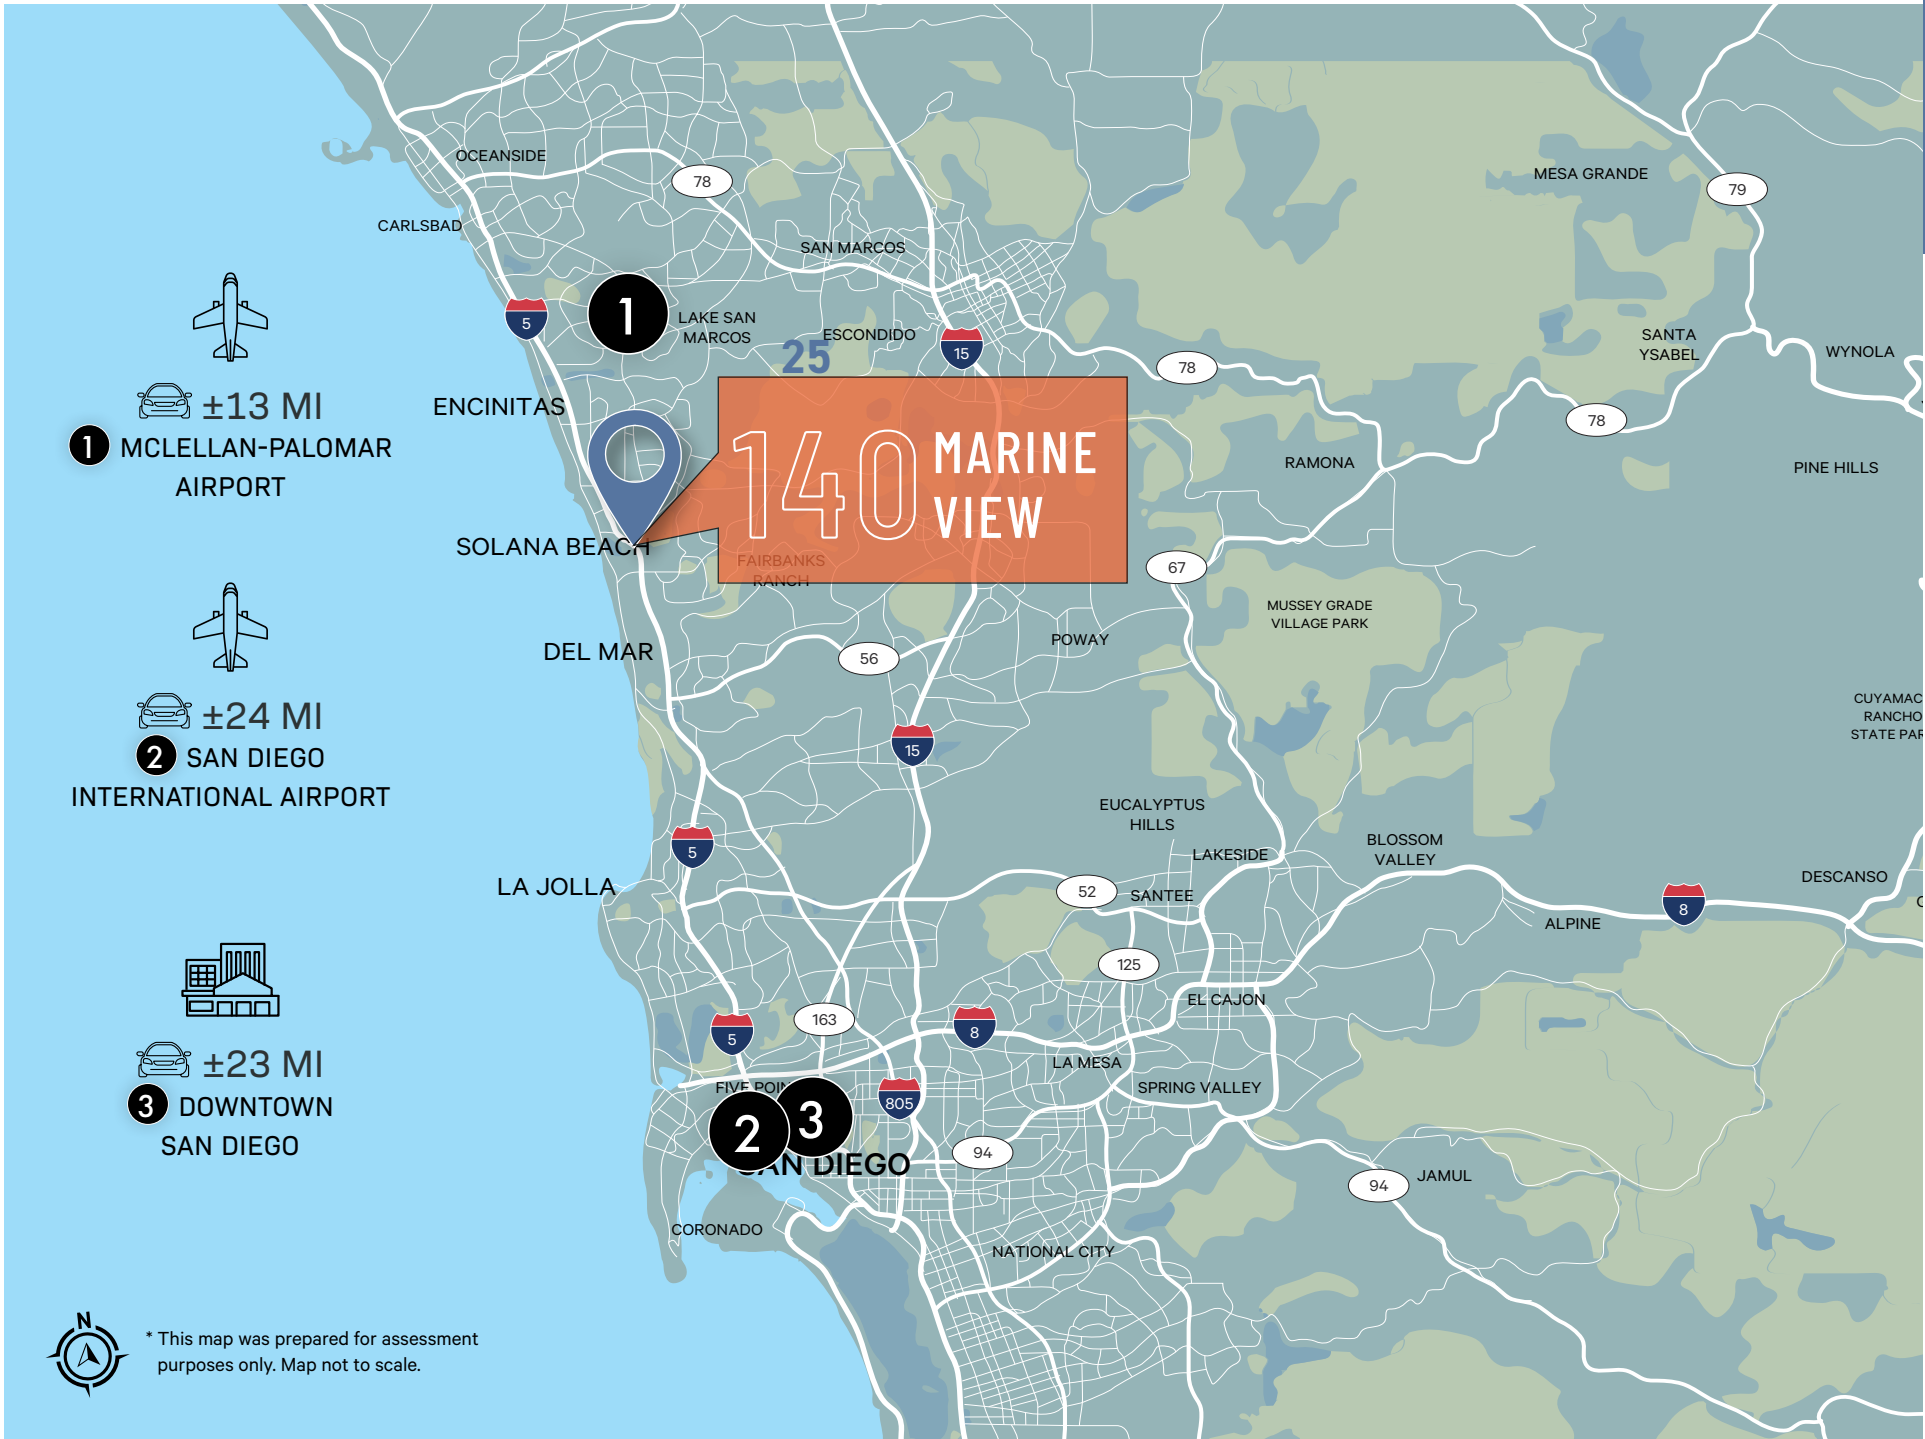 OCEANSIDE
78
MESA GRANDE
79
CARLSBAD
SAN MARCOS
5
1
LAKE SAN
MARCOS
25
ESCONDIDO
15
SANTA
YSABEL
WYNOLA
78
78
ENCINITAS
±13 MI
1 MCLELLAN-PALOMAR
AIRPORT
140 MARINE
VIEW
RAMONA
PINE HILLS
SOLANA BEACH
FAIRBANKS
RANCH
67
MUSSEY GRADE
VILLAGE PARK
DEL MAR
56
POWAY
±24 MI
2 SAN DIEGO
INTERNATIONAL AIRPORT
15
CUYAMAC
RANCHO
STATE PAR
EUCALYPTUS
HILLS
5
LAKESIDE
BLOSSOM
VALLEY
LA JOLLA
52
SANTEE
DESCANSO
8
ALPINE
125
EL CAJON
163
5
8
±23 MI
3 DOWNTOWN
SAN DIEGO
LA MESA
FIVE POIN
SPRING VALLEY
805
2
3
SAN DIEGO
94
94
JAMUL
CORONADO
NATIONAL CITY
N
* This map was prepared for assessment
purposes only. Map not to scale.